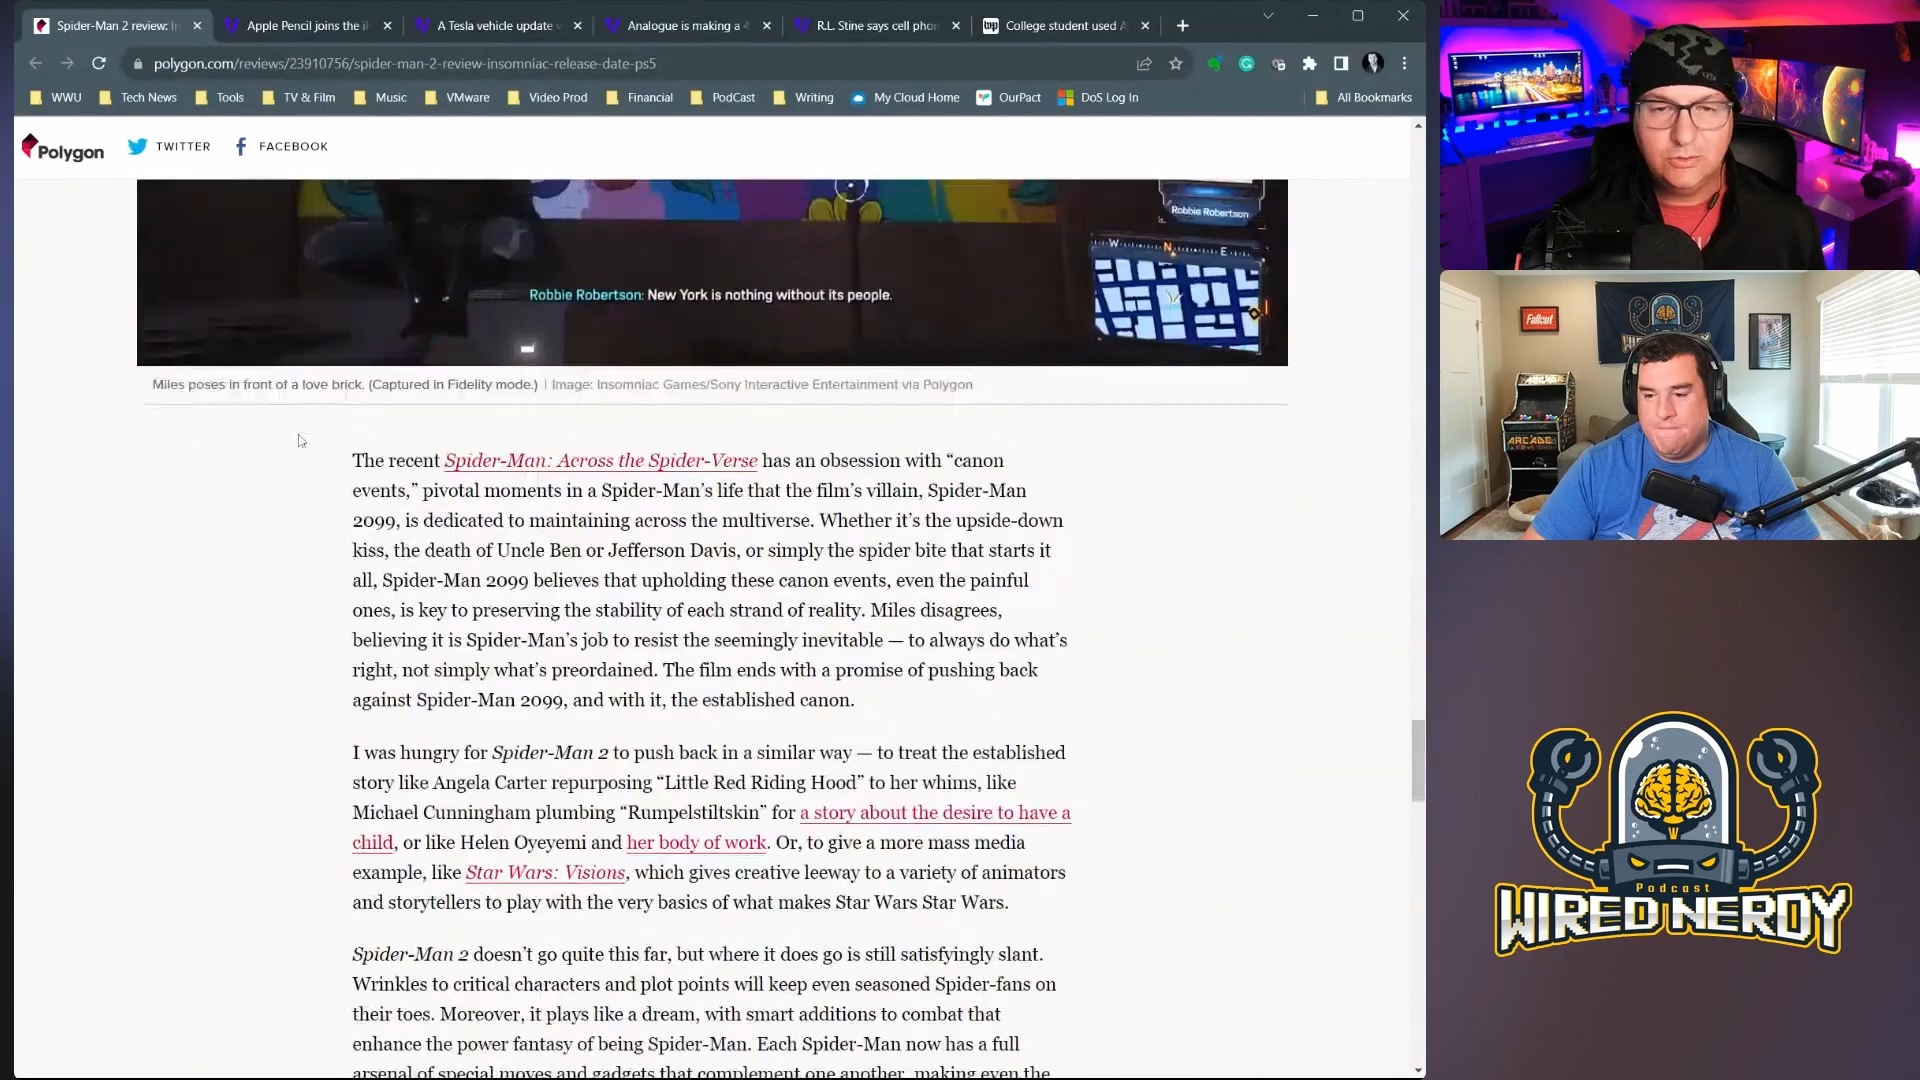 Spider-Man 2 review: I
Apple Pencil joins the i
A Tesla vehicle update
Analogue is making a 4
R.L. Stine says cell phon
wp College student used A
polygon.com/reviews/23910756/spider-man-2-review-insomniac-release-date-ps5
WWU Tech News Tools TV & Film Music VMware Video Prod Financial PodCast Writing My Cloud Home OurPact DoS Log In All Bookmarks
Polygon TWITTER FACEBOOK
Robbie Robertson
W N E
Robbie Robertson: New York is nothing without its people.
Miles poses in front of a love brick. (Captured in Fidelity mode.) | Image: Insomniac Games/Sony Interactive Entertainment via Polygon
The recent Spider-Man: Across the Spider-Verse has an obsession with “canon
events,” pivotal moments in a Spider-Man’s life that the film’s villain, Spider-Man
2099, is dedicated to maintaining across the multiverse. Whether it’s the upside-down
kiss, the death of Uncle Ben or Jefferson Davis, or simply the spider bite that starts it
all, Spider-Man 2099 believes that upholding these canon events, even the painful
ones, is key to preserving the stability of each strand of reality. Miles disagrees,
believing it is Spider-Man’s job to resist the seemingly inevitable — to always do what’s
right, not simply what’s preordained. The film ends with a promise of pushing back
against Spider-Man 2099, and with it, the established canon.
I was hungry for Spider-Man 2 to push back in a similar way — to treat the established
story like Angela Carter repurposing “Little Red Riding Hood” to her whims, like
Michael Cunningham plumbing “Rumpelstiltskin” for a story about the desire to have a
child, or like Helen Oyeyemi and her body of work. Or, to give a more mass media
example, like Star Wars: Visions, which gives creative leeway to a variety of animators
and storytellers to play with the very basics of what makes Star Wars Star Wars.
Spider-Man 2 doesn’t go quite this far, but where it does go is still satisfyingly slant.
Wrinkles to critical characters and plot points will keep even seasoned Spider-fans on
their toes. Moreover, it plays like a dream, with smart additions to combat that
enhance the power fantasy of being Spider-Man. Each Spider-Man now has a full
arsenal of special moves and gadgets that complement one another, making even the
Fallout
ARCADE
Podcast
WIRED NERDY